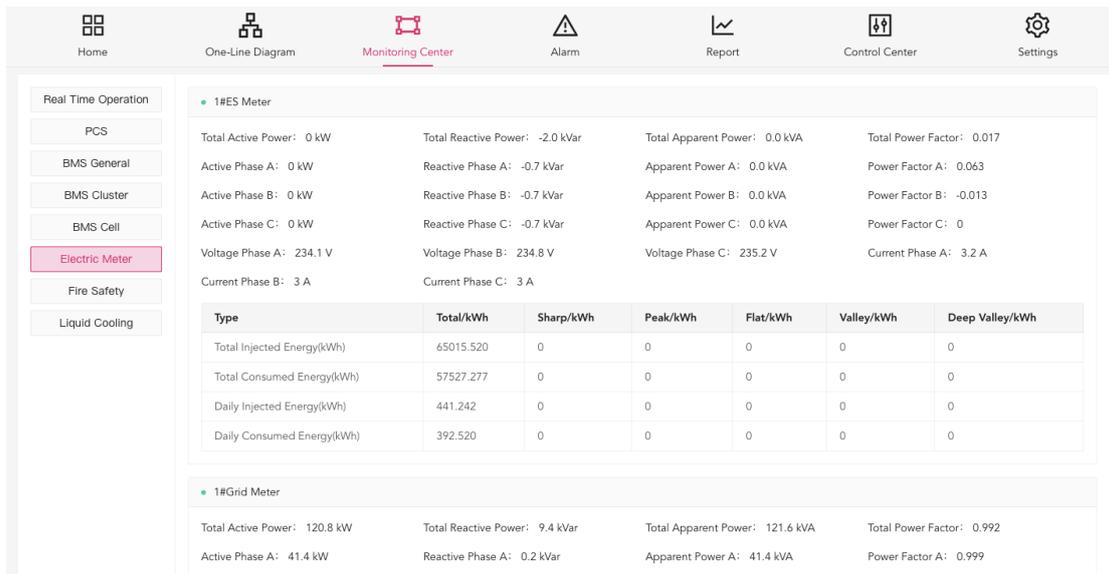 Home One-Line Diagram Monitoring Center Alarm Report Control Center Settings
Real Time Operation
PCS
BMS General
BMS Cluster
BMS Cell
Electric Meter
Fire Safety
Liquid Cooling
1#ES Meter
Total Active Power: 0 kW Total Reactive Power: -2.0 kVar Total Apparent Power: 0.0 kVA Total Power Factor: 0.017
Active Phase A: 0 kW Reactive Phase A: -0.7 kVar Apparent Power A: 0.0 kVA Power Factor A: 0.063
Active Phase B: 0 kW Reactive Phase B: -0.7 kVar Apparent Power B: 0.0 kVA Power Factor B: -0.013
Active Phase C: 0 kW Reactive Phase C: -0.7 kVar Apparent Power C: 0.0 kVA Power Factor C: 0
Voltage Phase A: 234.1 V Voltage Phase B: 234.8 V Voltage Phase C: 235.2 V Current Phase A: 3.2 A
Current Phase B: 3 A Current Phase C: 3 A
Type Total/kWh Sharp/kWh Peak/kWh Flat/kWh Valley/kWh Deep Valley/kWh
Total Injected Energy(kWh) 65015.520 0 0 0 0 0
Total Consumed Energy(kWh) 57527.277 0 0 0 0 0
Daily Injected Energy(kWh) 441.242 0 0 0 0 0
Daily Consumed Energy(kWh) 392.520 0 0 0 0 0
1#Grid Meter
Total Active Power: 120.8 kW Total Reactive Power: 9.4 kVar Total Apparent Power: 121.6 kVA Total Power Factor: 0.992
Active Phase A: 41.4 kW Reactive Phase A: 0.2 kVar Apparent Power A: 41.4 kVA Power Factor A: 0.999